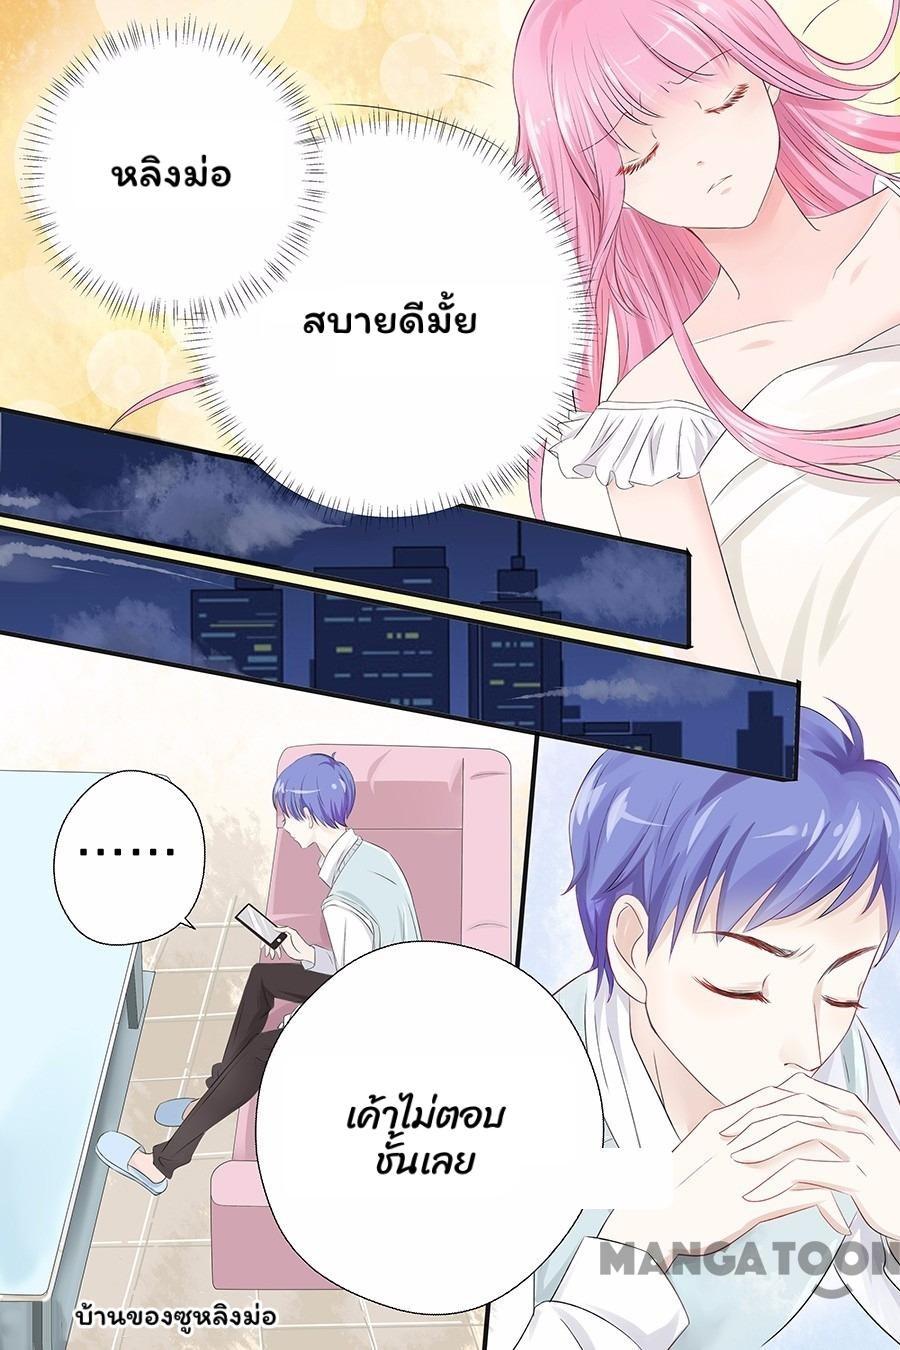 หลิงม่อ
สบายดีมั้ย
......
เค้าไม่ตอบ
ชั้นเลย
บ้านของซูหลิงม่อ
MANGATOON